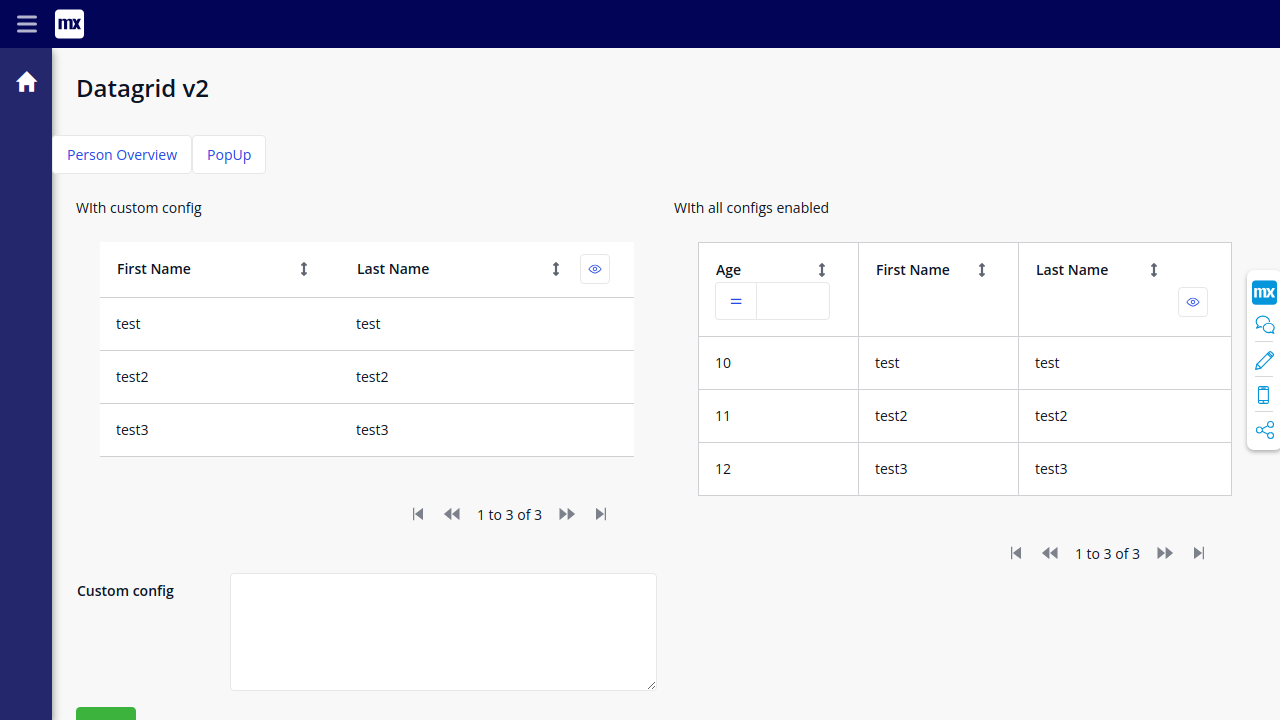 mx
Datagrid v2
Person Overview
PopUp
WIth custom config
First Name
Last Name
test
test
test2
test2
test3
test3
1 to 3 of 3
Custom config
WIth all configs enabled
Age
First Name
Last Name
=
10
test
test
11
test2
test2
12
test3
test3
1 to 3 of 3
mx